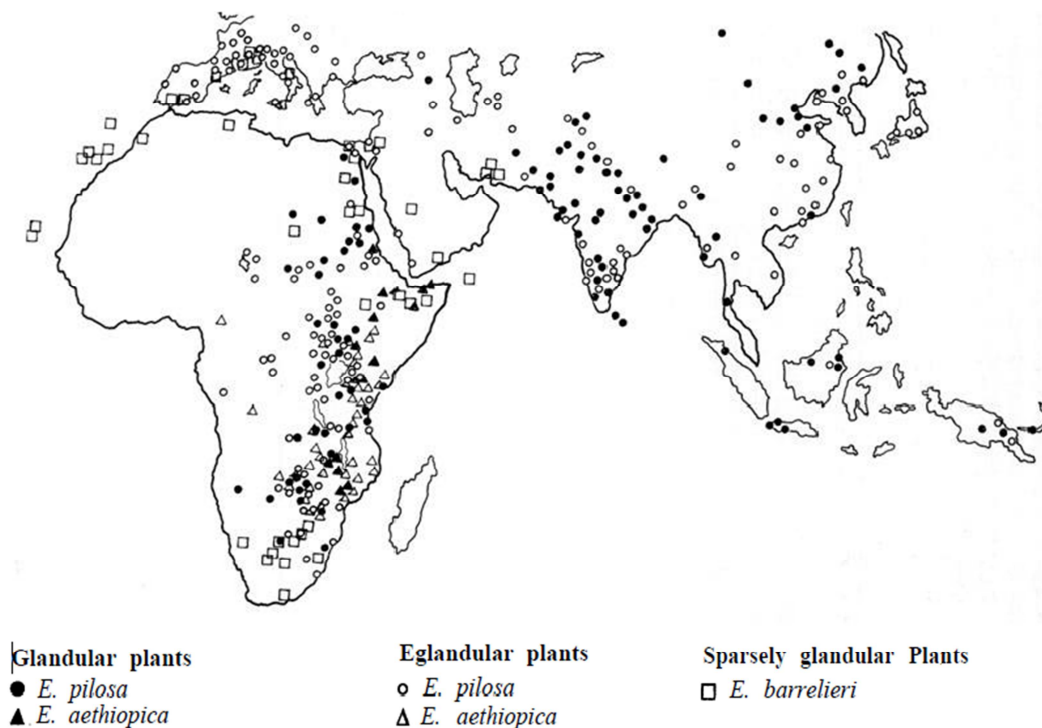 Glandular plants
E. pilosa
E. aethiopica
Eglandular plants
E. pilosa
E. aethiopica
Sparsely glandular Plants
E. barrelieri